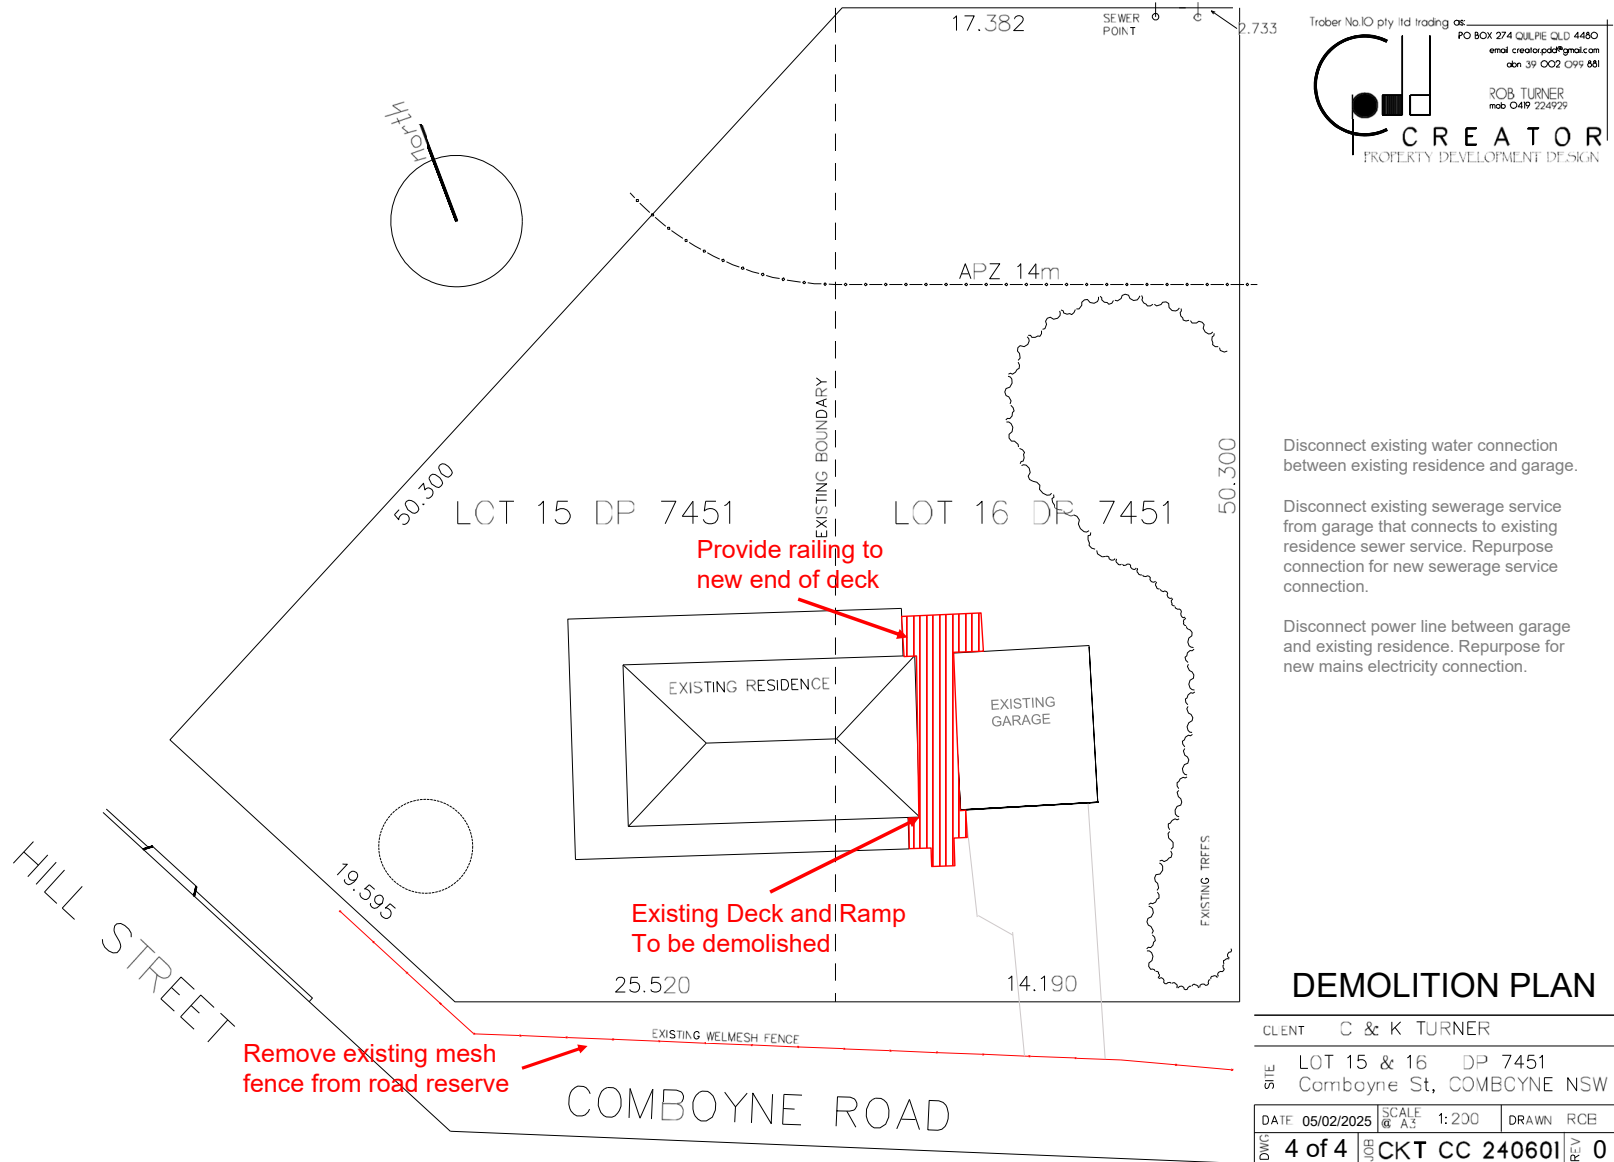 17.382
SEWER
POINT
2.733
Trober No.10 pty ltd trading as:
PO BOX 274 QUILPIE QLD 4480
email creator.pdd@gmail.com
abn 39 002 099 881
ROB TURNER
mob 0419 224929
CREATOR
PROPERTY DEVELOPMENT DESIGN
north
APZ 14m
EXISTING BOUNDARY
50.300
50.300
LOT 15 DP 7451
LOT 16 DP 7451
Disconnect existing water connection
between existing residence and garage.
Disconnect existing sewerage service
from garage that connects to existing
residence sewer service. Repurpose
connection for new sewerage service
connection.
Disconnect power line between garage
and existing residence. Repurpose for
new mains electricity connection.
Provide railing to
new end of deck
EXISTING RESIDENCE
EXISTING
GARAGE
EXISTING TREES
HILL STREET
19.595
Existing Deck and Ramp
To be demolished
25.520
14.190
EXISTING WELMESH FENCE
Remove existing mesh
fence from road reserve
COMBOYNE ROAD
DEMOLITION PLAN
CLENT C & K TURNER
SITE LOT 15 & 16 DP 7451
Comboyne St, COMBOYNE NSW
DATE 05/02/2025 SCALE @ A3 1:200 DRAWN RCB
DWG 4 of 4 JOB CKT CC 240601 REV 0